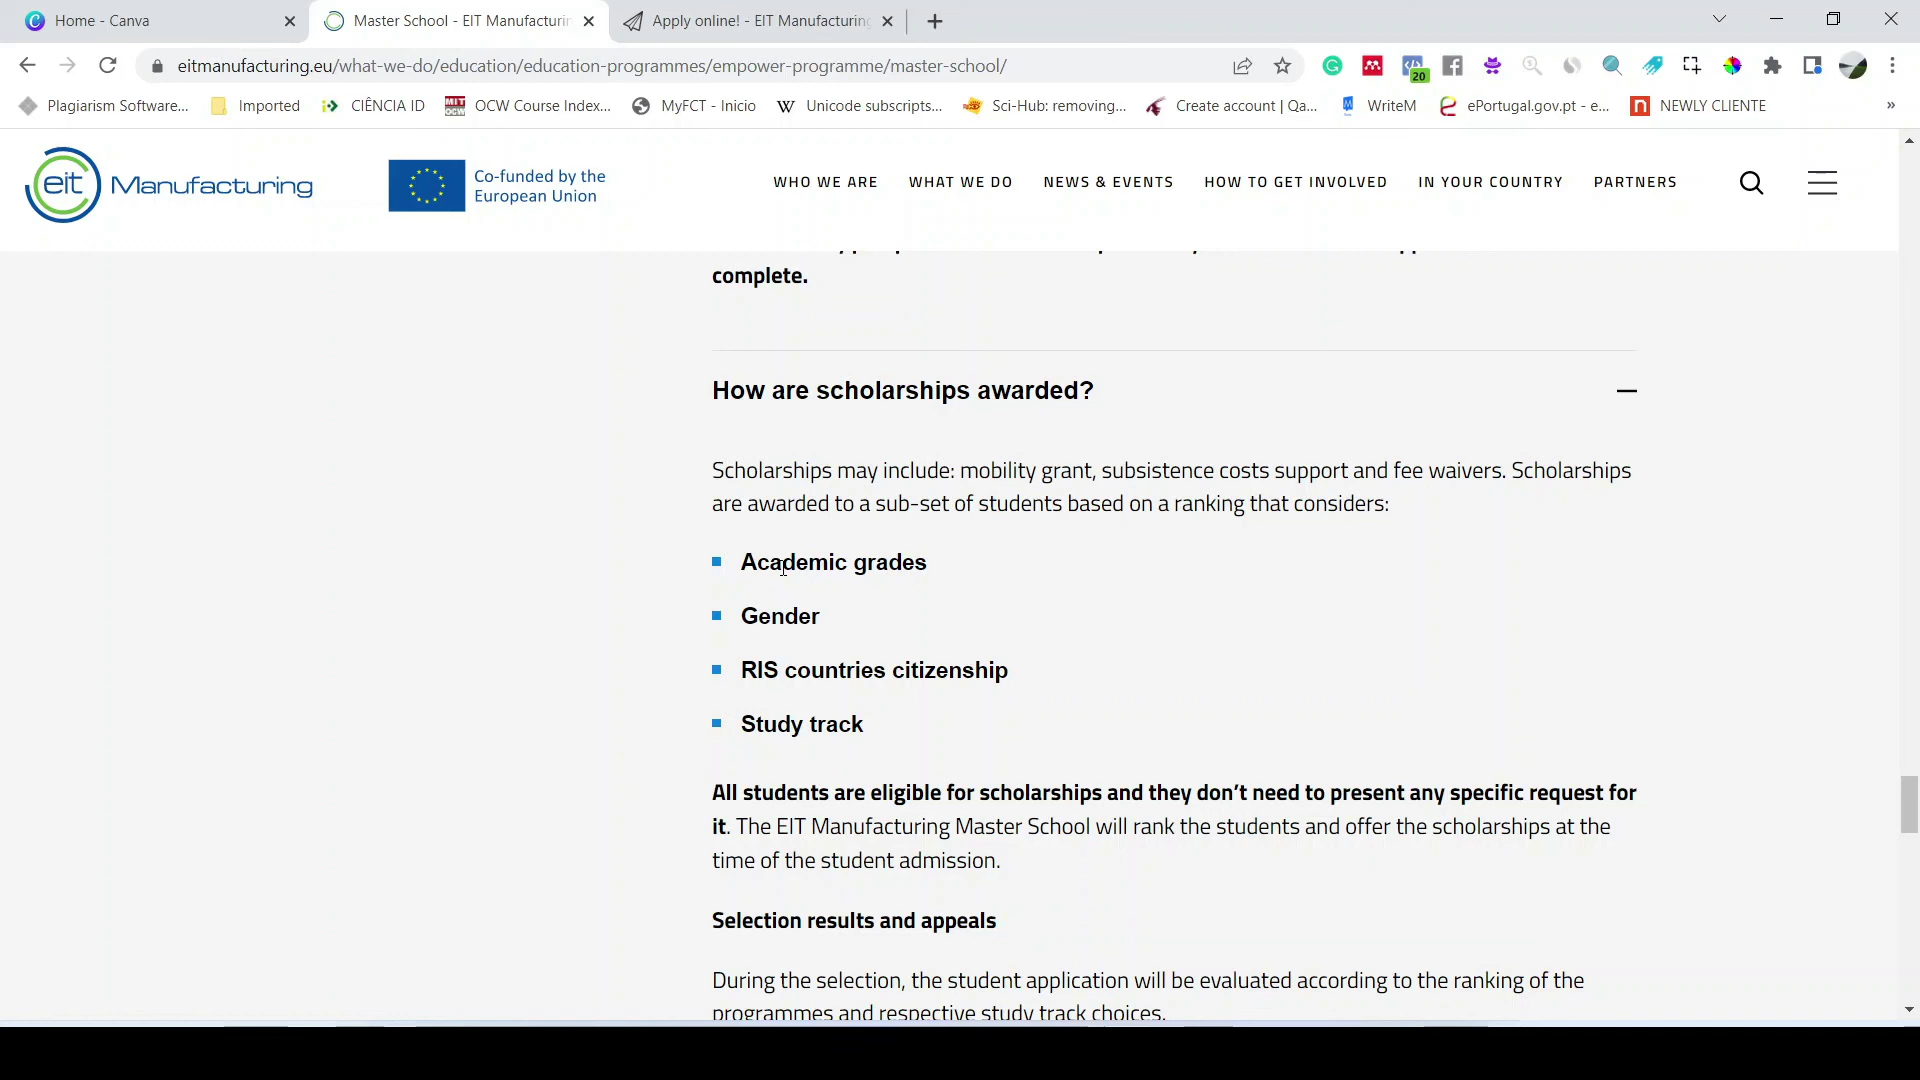 Home - Canva
Master School - EIT Manufacturin
Apply online! - EIT Manufacturing
eitmanufacturing.eu/what-we-do/education/education-programmes/empower-programme/master-school/
20
Plagiarism Software...
Imported
CIÊNCIA ID
MIT OCW
OCW Course Index...
MyFCT - Inicio
W
Unicode subscripts...
Sci-Hub: removing...
Create account | Qa...
WriteM
ePortugal.gov.pt - e...
n
NEWLY CLIENTE
»
eit Manufacturing
Co-funded by the
European Union
WHO WE ARE
WHAT WE DO
NEWS & EVENTS
HOW TO GET INVOLVED
IN YOUR COUNTRY
PARTNERS
complete.
How are scholarships awarded?
Scholarships may include: mobility grant, subsistence costs support and fee waivers. Scholarships
are awarded to a sub-set of students based on a ranking that considers:
Academic grades
Gender
RIS countries citizenship
Study track
All students are eligible for scholarships and they don’t need to present any specific request for
it. The EIT Manufacturing Master School will rank the students and offer the scholarships at the
time of the student admission.
Selection results and appeals
During the selection, the student application will be evaluated according to the ranking of the
programmes and respective study track choices.